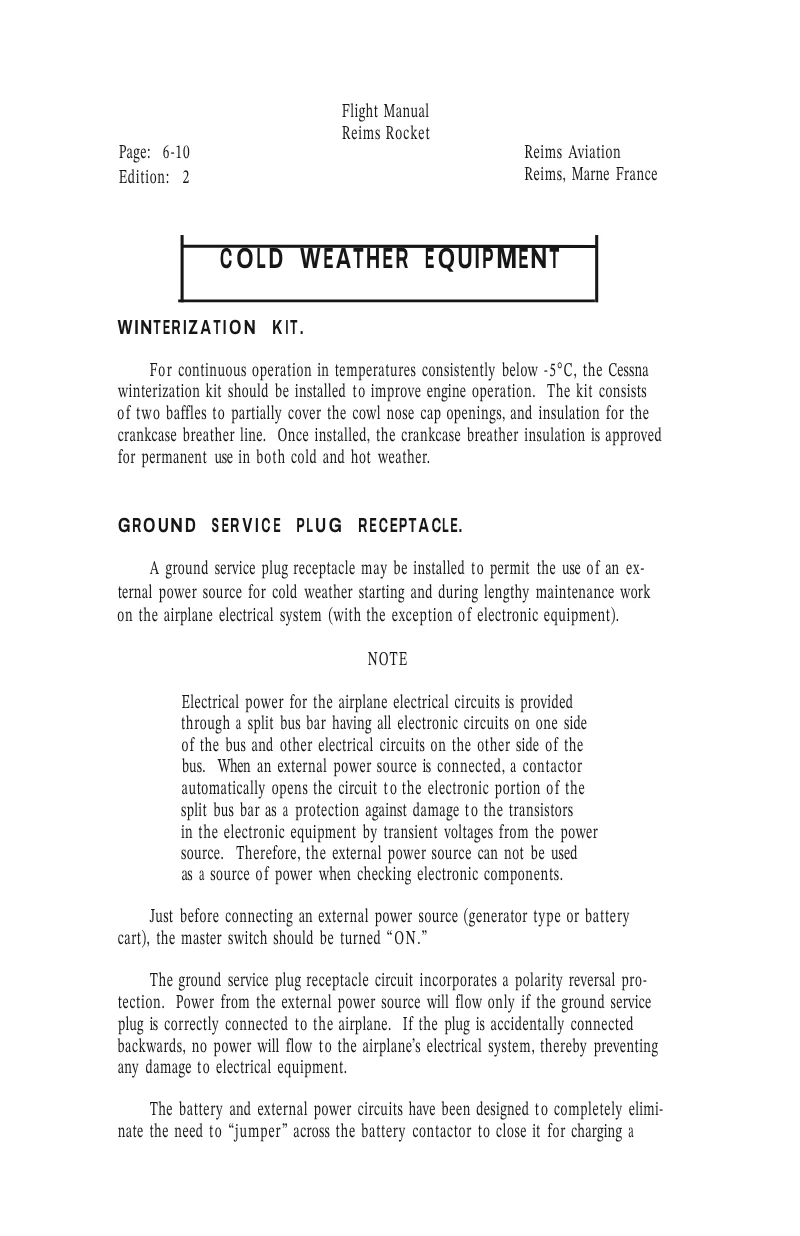 Flight Manual
Reims Rocket
Page: 6-10
Edition: 2
Reims Aviation
Reims, Marne France
COLD WEATHER EQUIPMENT
WINTERIZATION KIT.
For continuous operation in temperatures consistently below -5°C, the Cessna
winterization kit should be installed to improve engine operation. The kit consists
of two baffles to partially cover the cowl nose cap openings, and insulation for the
crankcase breather line. Once installed, the crankcase breather insulation is approved
for permanent use in both cold and hot weather.
GROUND SERVICE PLUG RECEPTACLE.
A ground service plug receptacle may be installed to permit the use of an ex-
ternal power source for cold weather starting and during lengthy maintenance work
on the airplane electrical system (with the exception of electronic equipment).
NOTE
Electrical power for the airplane electrical circuits is provided
through a split bus bar having all electronic circuits on one side
of the bus and other electrical circuits on the other side of the
bus. When an external power source is connected, a contactor
automatically opens the circuit to the electronic portion of the
split bus bar as a protection against damage to the transistors
in the electronic equipment by transient voltages from the power
source. Therefore, the external power source can not be used
as a source of power when checking electronic components.
Just before connecting an external power source (generator type or battery
cart), the master switch should be turned “ON.”
The ground service plug receptacle circuit incorporates a polarity reversal pro-
tection. Power from the external power source will flow only if the ground service
plug is correctly connected to the airplane. If the plug is accidentally connected
backwards, no power will flow to the airplane’s electrical system, thereby preventing
any damage to electrical equipment.
The battery and external power circuits have been designed to completely elimi-
nate the need to “jumper” across the battery contactor to close it for charging a